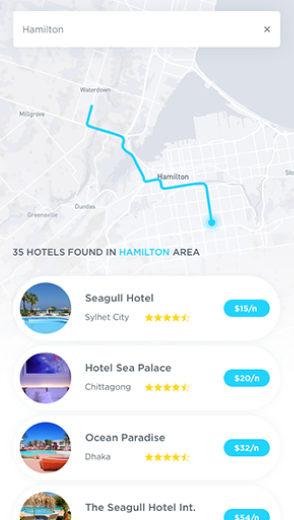 Hamilton ×
Waterdown
Millgrove
Hamilton
Dundas
Greensville
35 HOTELS FOUND IN HAMILTON AREA
Seagull Hotel
Sylhet City
$15/n
Hotel Sea Palace
Chittagong
$20/n
Ocean Paradise
Dhaka
$32/n
The Seagull Hotel Int.
$54/n